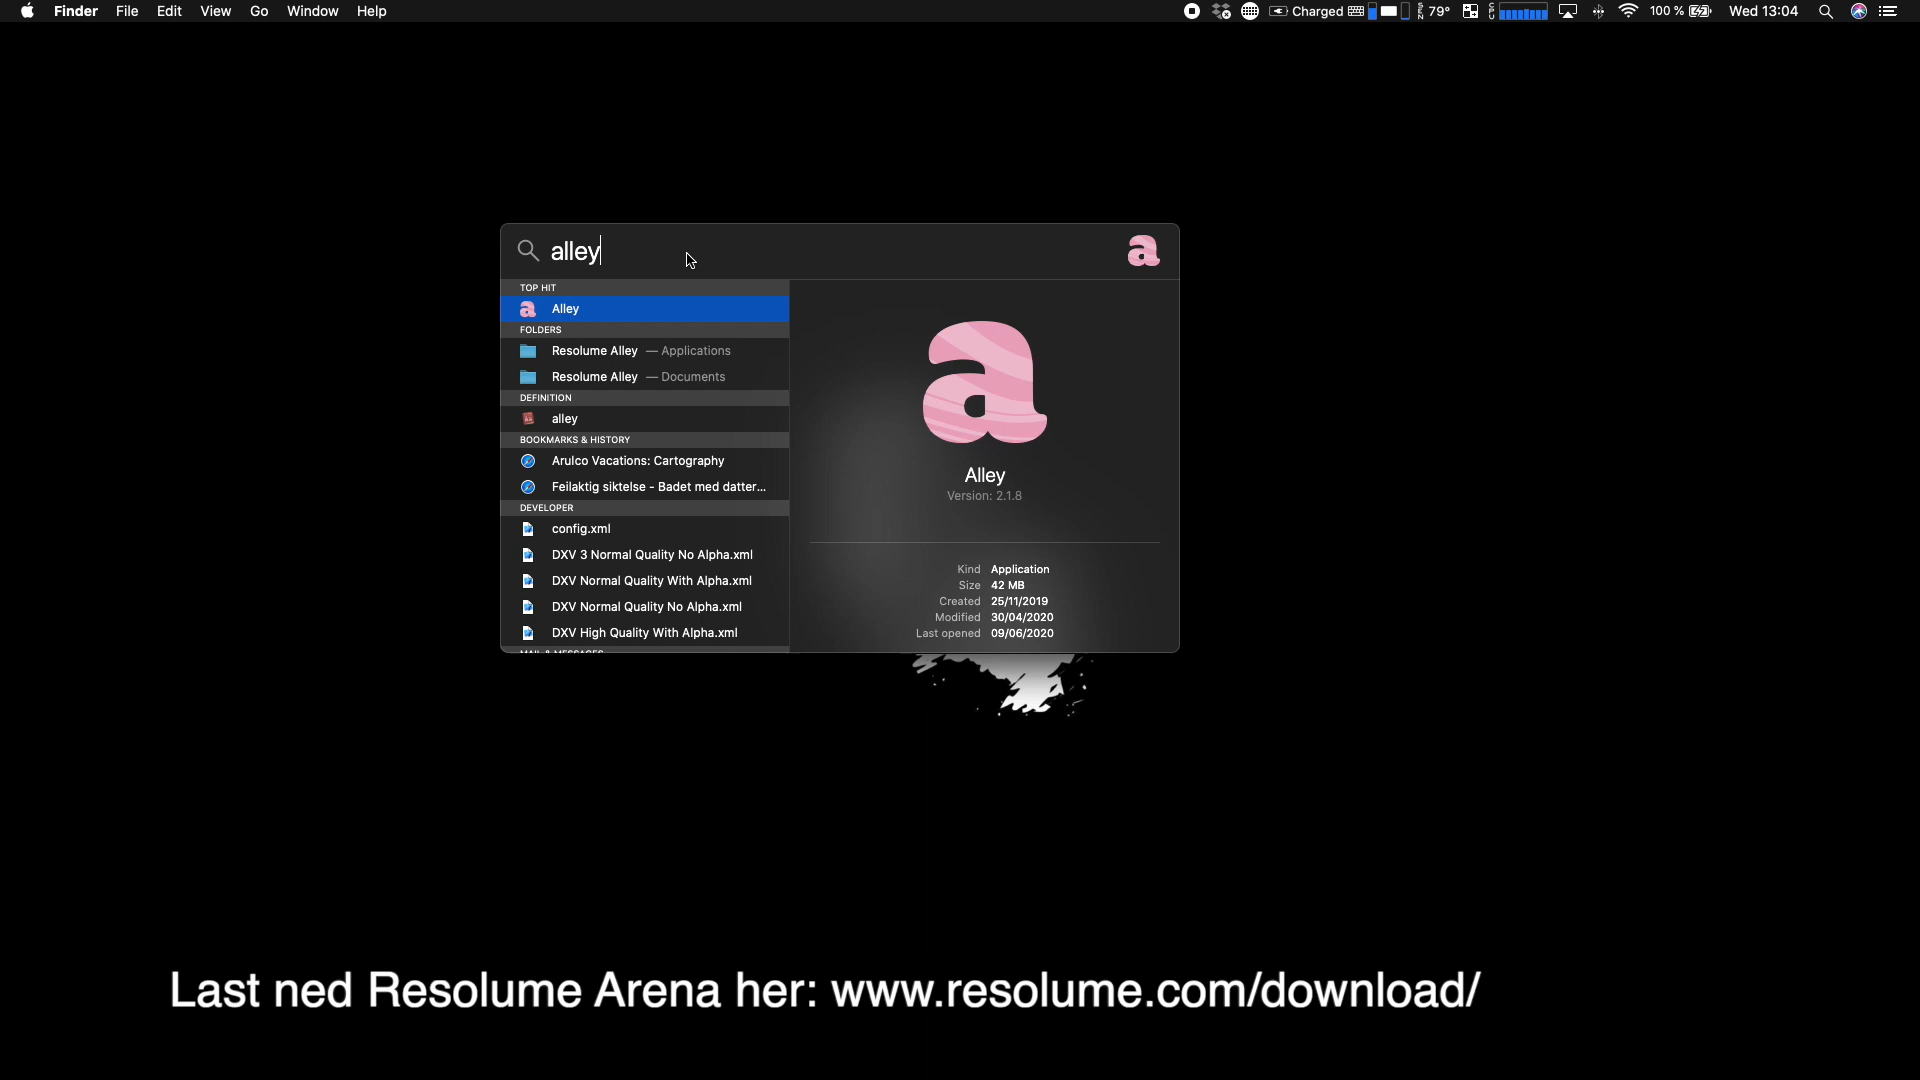 Finder File Edit View Go Window Help Charged SEN 79° CPU 100 % Wed 13:04
alley
TOP HIT
Alley
FOLDERS
Resolume Alley — Applications
Resolume Alley — Documents
DEFINITION
alley
BOOKMARKS & HISTORY
Arulco Vacations: Cartography
Feilaktig siktelse - Badet med datter...
DEVELOPER
config.xml
DXV 3 Normal Quality No Alpha.xml
DXV Normal Quality With Alpha.xml
DXV Normal Quality No Alpha.xml
DXV High Quality With Alpha.xml
MAIL & MESSAGES
Alley
Version: 2.1.8
Kind Application
Size 42 MB
Created 25/11/2019
Modified 30/04/2020
Last opened 09/06/2020
Last ned Resolume Arena her: www.resolume.com/download/